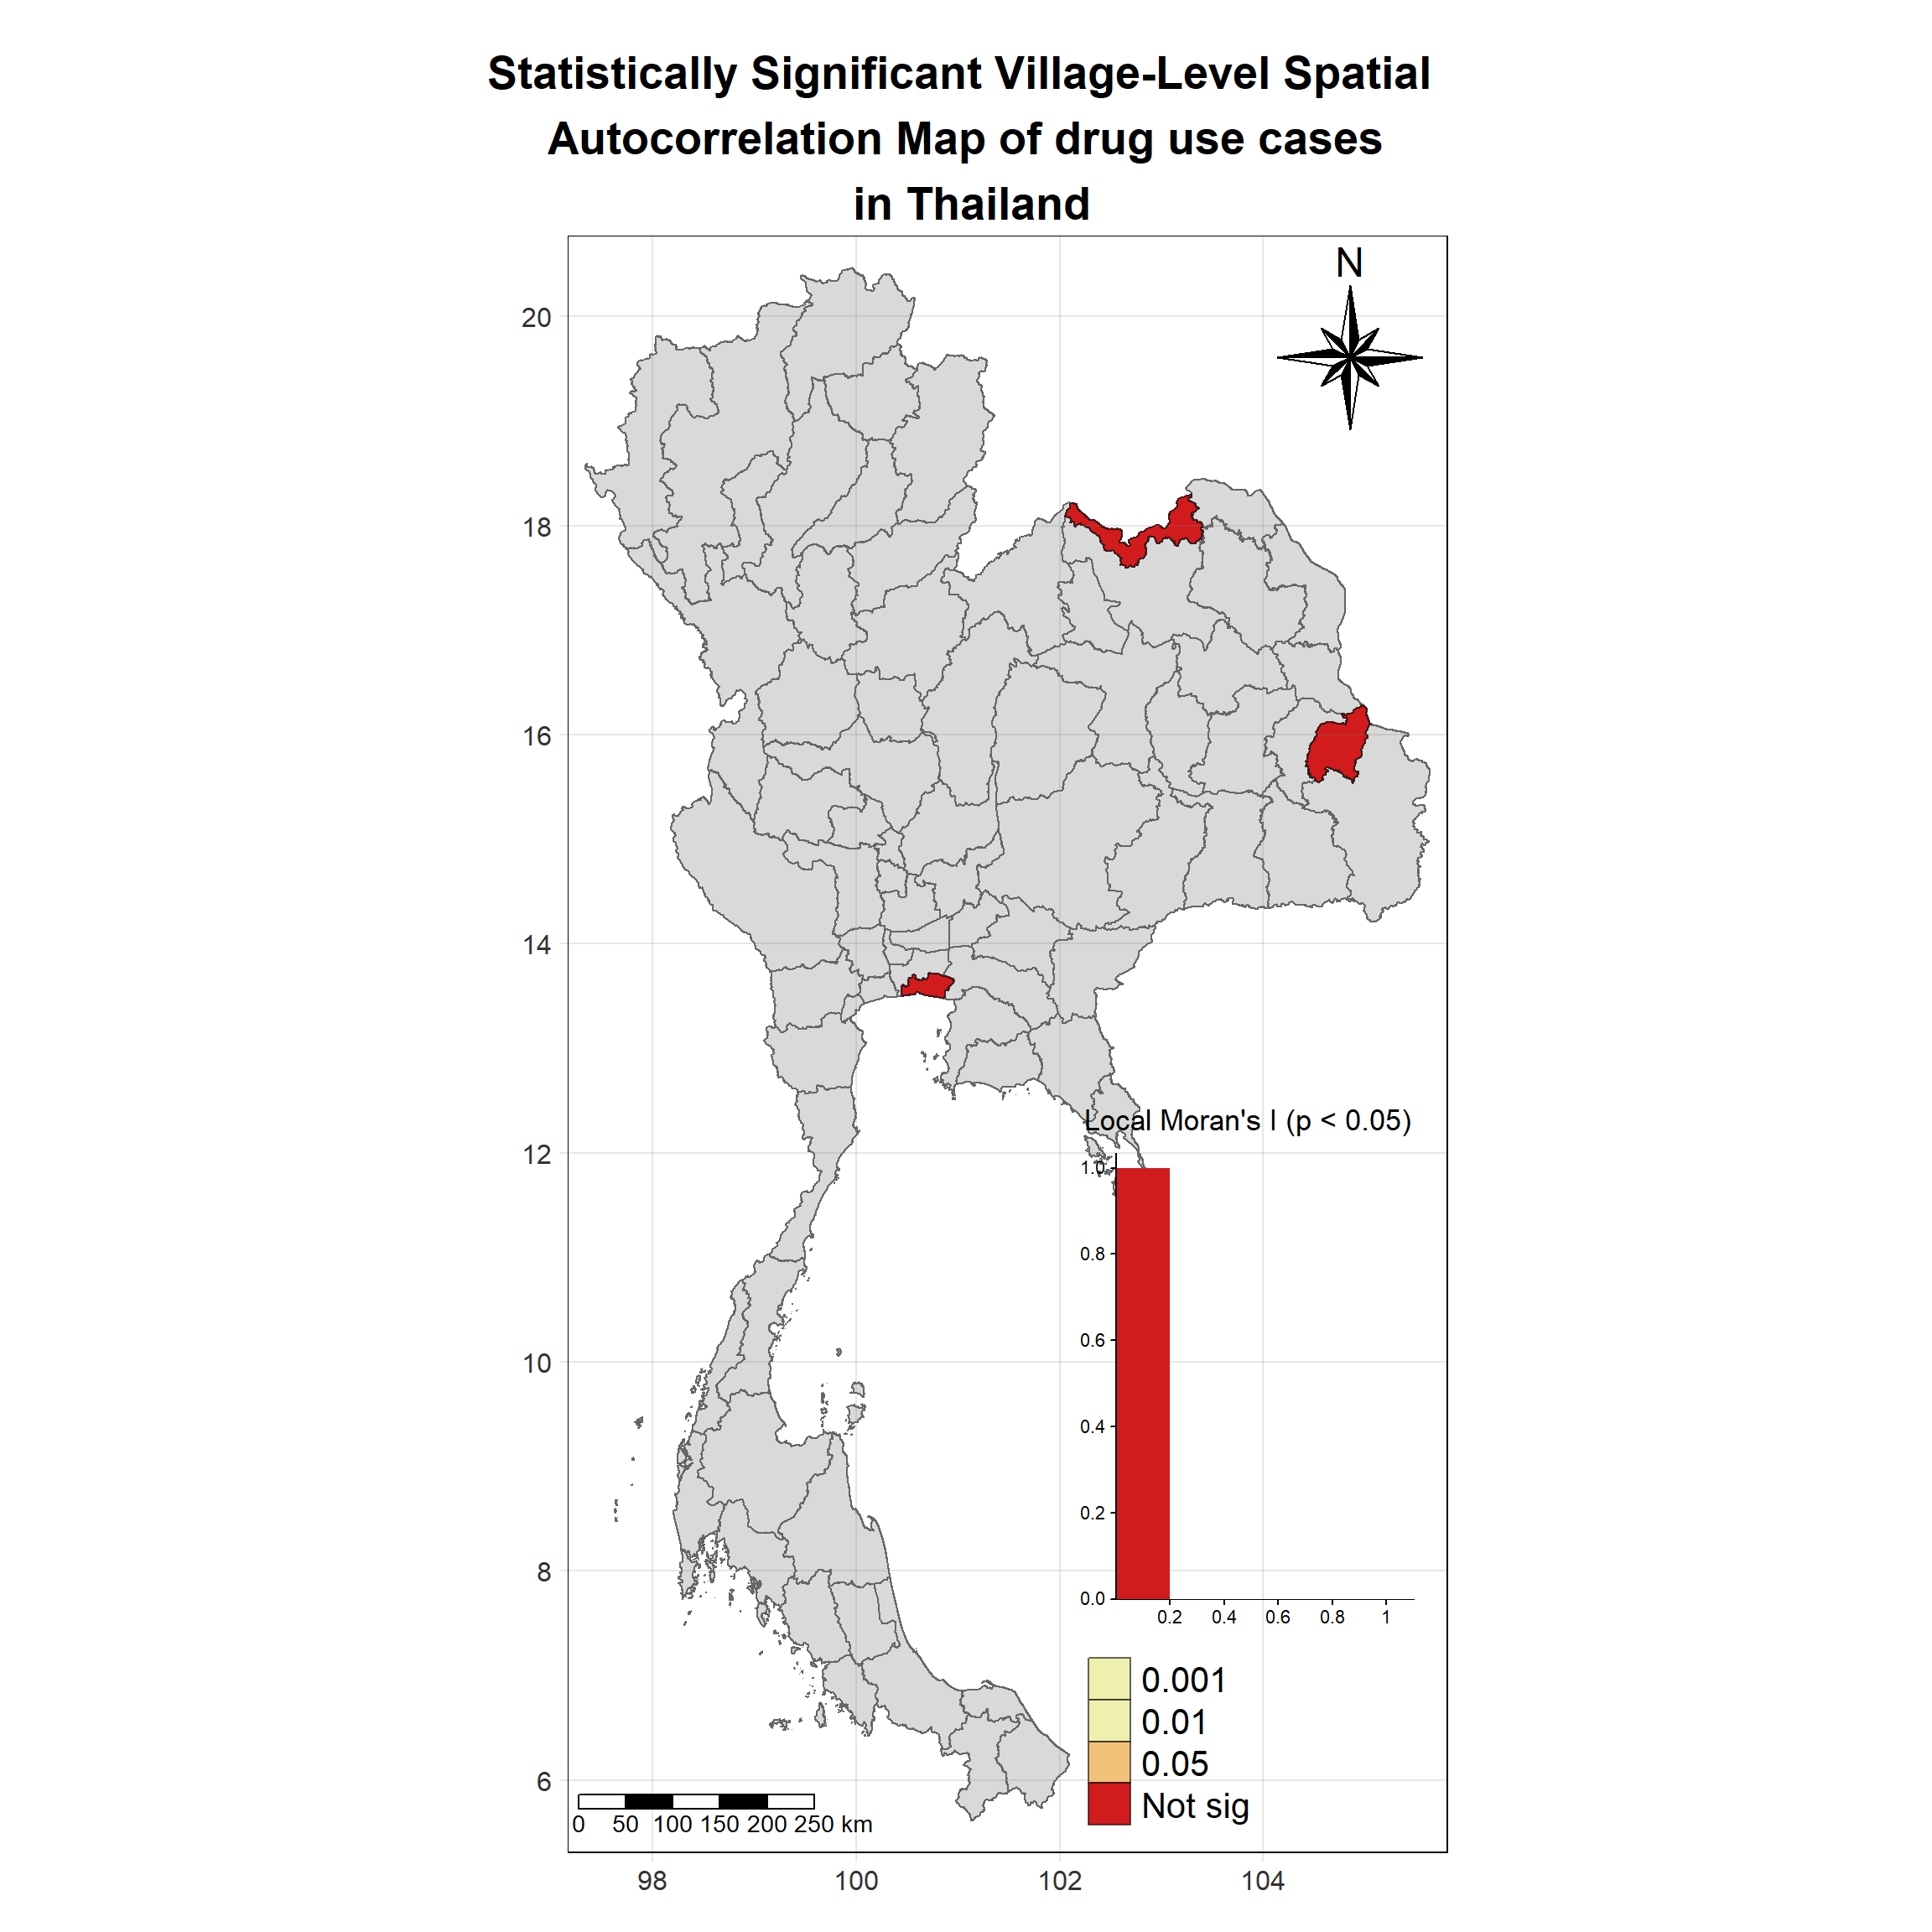 Statistically Significant Village-Level Spatial
Autocorrelation Map of drug use cases
in Thailand
N
20
18
16
14
12
10
8
6
98 100 102 104
Local Moran's I (p < 0.05)
1.0
0.8
0.6
0.4
0.2
0.0
0.2 0.4 0.6 0.8 1
0.001
0.01
0.05
Not sig
0 50 100 150 200 250 km